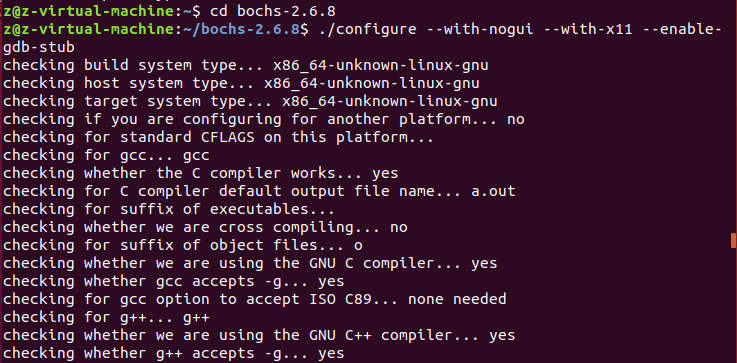 z@z-virtual-machine:~$ cd bochs-2.6.8
z@z-virtual-machine:~/bochs-2.6.8$ ./configure --with-nogui --with-x11 --enable-
gdb-stub
checking build system type... x86_64-unknown-linux-gnu
checking host system type... x86_64-unknown-linux-gnu
checking target system type... x86_64-unknown-linux-gnu
checking if you are configuring for another platform... no
checking for standard CFLAGS on this platform...
checking for gcc... gcc
checking whether the C compiler works... yes
checking for C compiler default output file name... a.out
checking for suffix of executables...
checking whether we are cross compiling... no
checking for suffix of object files... o
checking whether we are using the GNU C compiler... yes
checking whether gcc accepts -g... yes
checking for gcc option to accept ISO C89... none needed
checking for g++... g++
checking whether we are using the GNU C++ compiler... yes
checking whether g++ accepts -g... yes